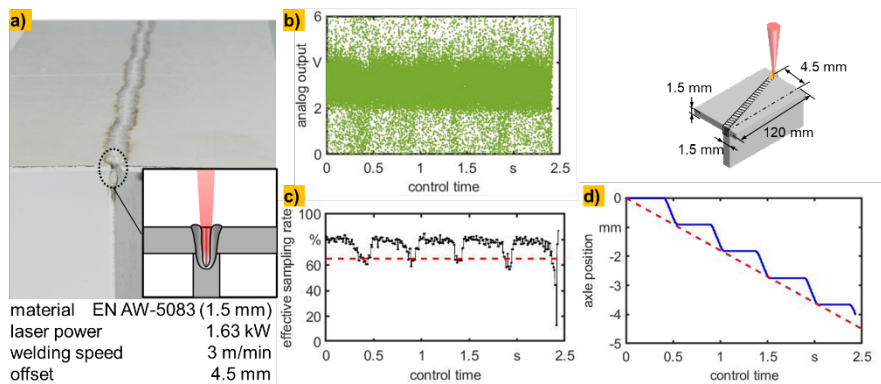 a)
material EN AW-5083 (1.5 mm)
laser power 1.63 kW
welding speed 3 m/min
offset 4.5 mm
b)
analog output
6
V
2
0
0 0.5 1 1.5 s 2.5
control time
4.5 mm
1.5 mm
120 mm
1.5 mm
c)
effective sampling rate
100
%
60
40
20
0
0 0.5 1 1.5 s 2.5
control time
d)
axle position
0
mm
-2
-3
-4
-5
0 0.5 1 1.5 s 2.5
control time